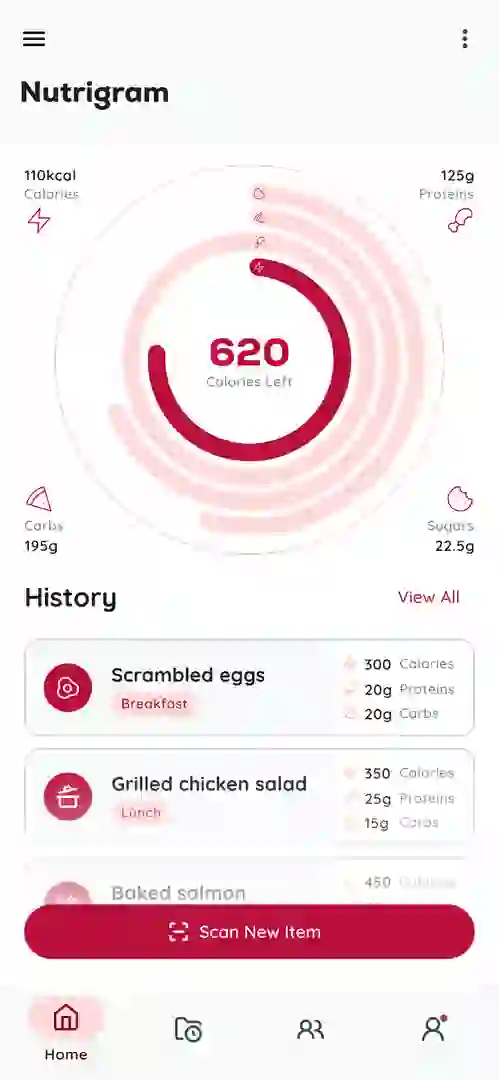 Nutrigram
110kcal
Calories
125g
Proteins
620
Calories Left
Carbs
195g
Sugars
22.5g
History
View All
Scrambled eggs
Breakfast
300 Calories
20g Proteins
20g Carbs
Grilled chicken salad
Lunch
350 Calories
25g Proteins
15g Carbs
Baked salmon
450
Scan New Item
Home